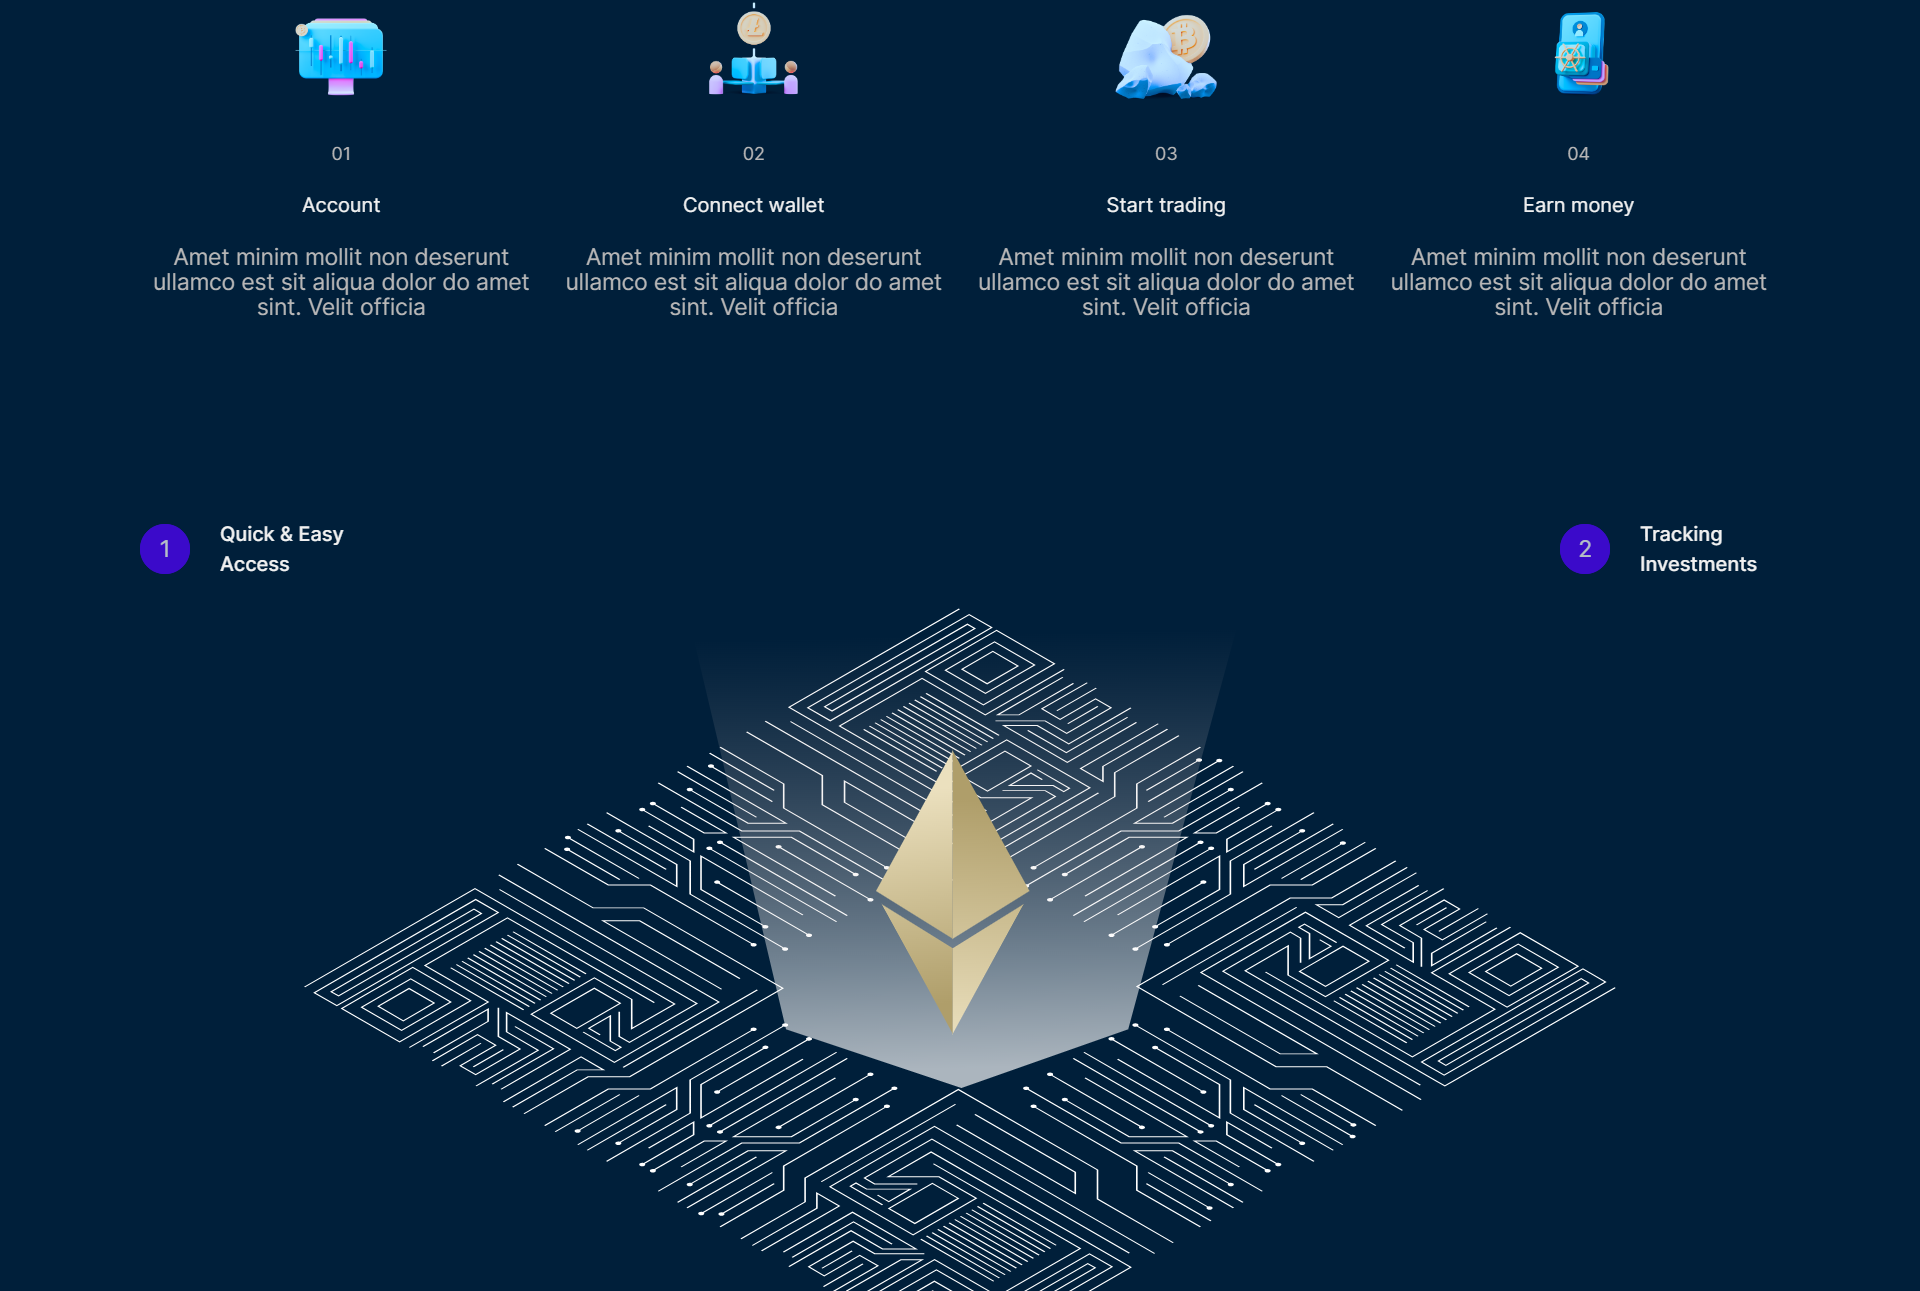 01
Account
Amet minim mollit non deserunt
ullamco est sit aliqua dolor do amet
sint. Velit officia
02
Connect wallet
Amet minim mollit non deserunt
ullamco est sit aliqua dolor do amet
sint. Velit officia
03
Start trading
Amet minim mollit non deserunt
ullamco est sit aliqua dolor do amet
sint. Velit officia
04
Earn money
Amet minim mollit non deserunt
ullamco est sit aliqua dolor do amet
sint. Velit officia
1
Quick & Easy
Access
2
Tracking
Investments